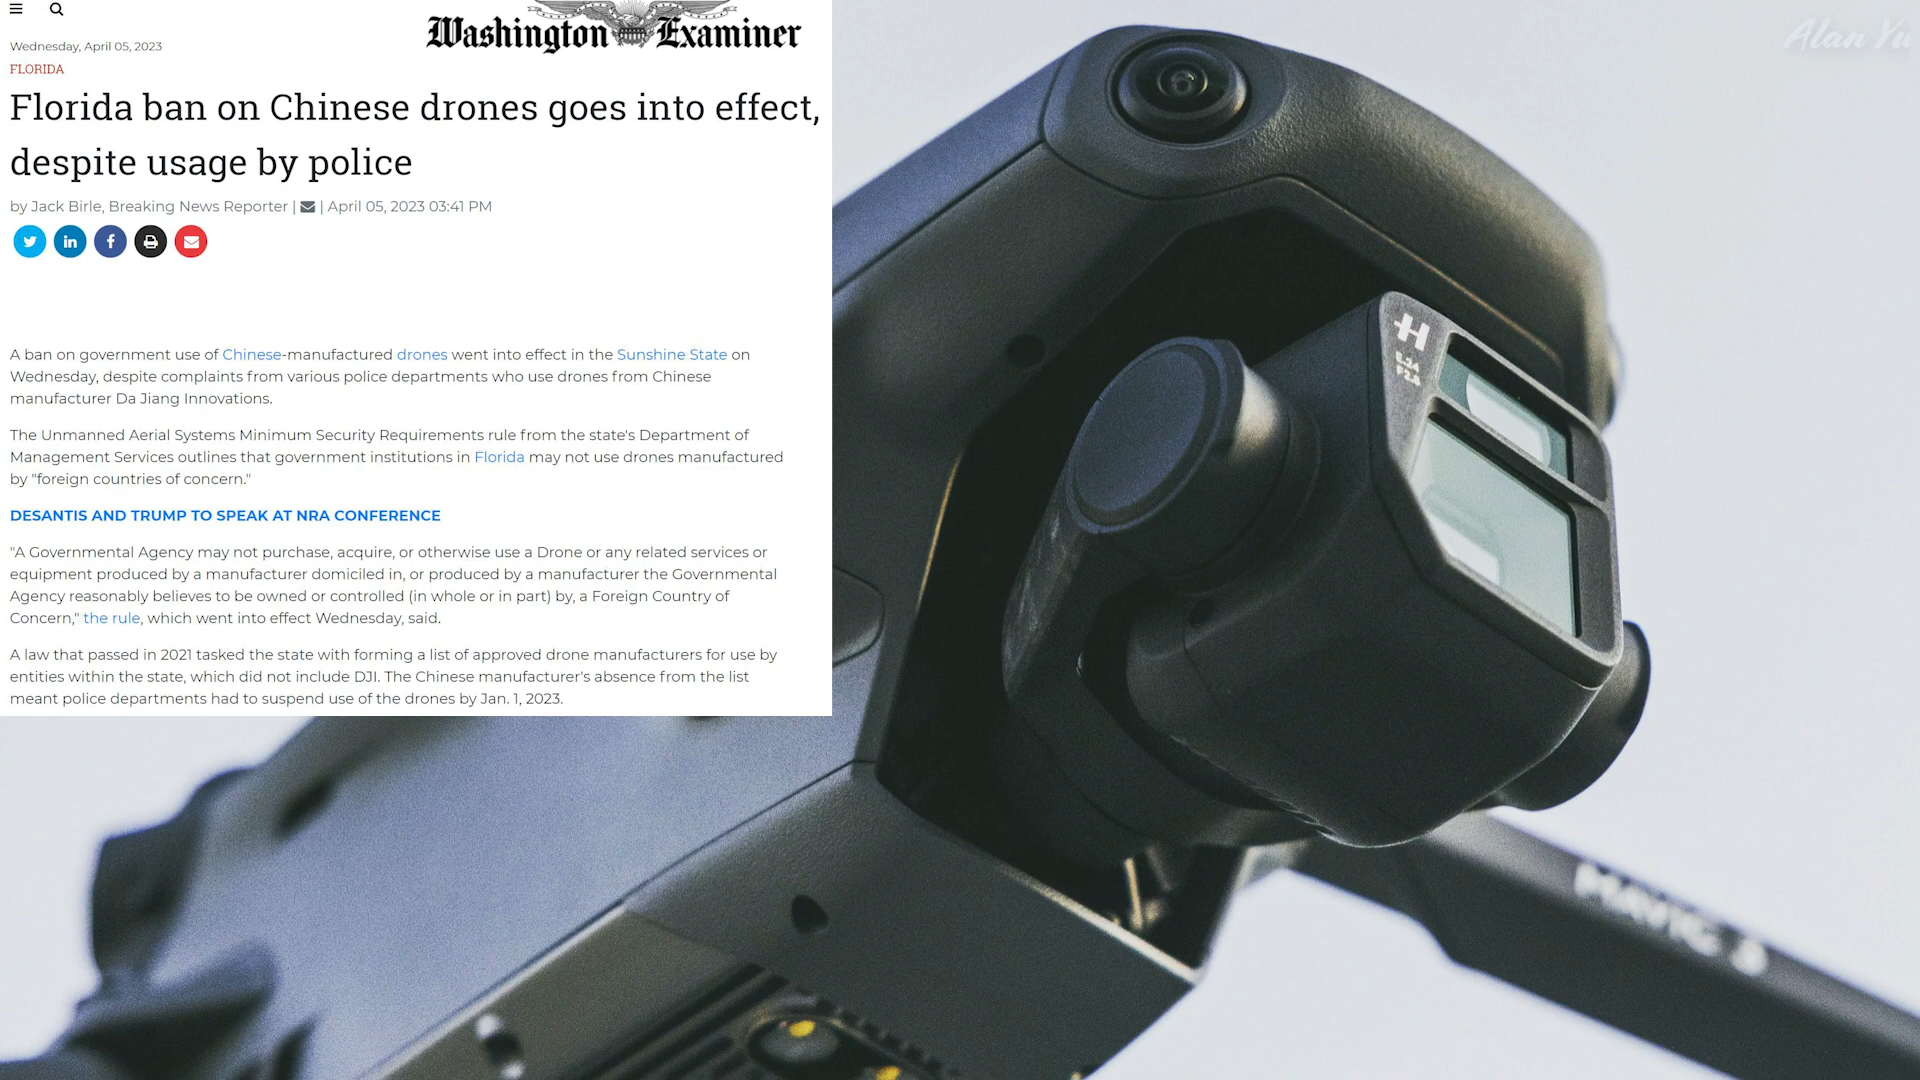 Washington Examiner
Wednesday, April 05, 2023
FLORIDA
Florida ban on Chinese drones goes into effect,
despite usage by police
by Jack Birle, Breaking News Reporter | | April 05, 2023 03:41 PM
A ban on government use of Chinese-manufactured drones went into effect in the Sunshine State on
Wednesday, despite complaints from various police departments who use drones from Chinese
manufacturer Da Jiang Innovations.
The Unmanned Aerial Systems Minimum Security Requirements rule from the state's Department of
Management Services outlines that government institutions in Florida may not use drones manufactured
by "foreign countries of concern."
DESANTIS AND TRUMP TO SPEAK AT NRA CONFERENCE
"A Governmental Agency may not purchase, acquire, or otherwise use a Drone or any related services or
equipment produced by a manufacturer domiciled in, or produced by a manufacturer the Governmental
Agency reasonably believes to be owned or controlled (in whole or in part) by, a Foreign Country of
Concern," the rule, which went into effect Wednesday, said.
A law that passed in 2021 tasked the state with forming a list of approved drone manufacturers for use by
entities within the state, which did not include DJI. The Chinese manufacturer's absence from the list
meant police departments had to suspend use of the drones by Jan. 1, 2023.
Alan Yu
H
MAVIC 3